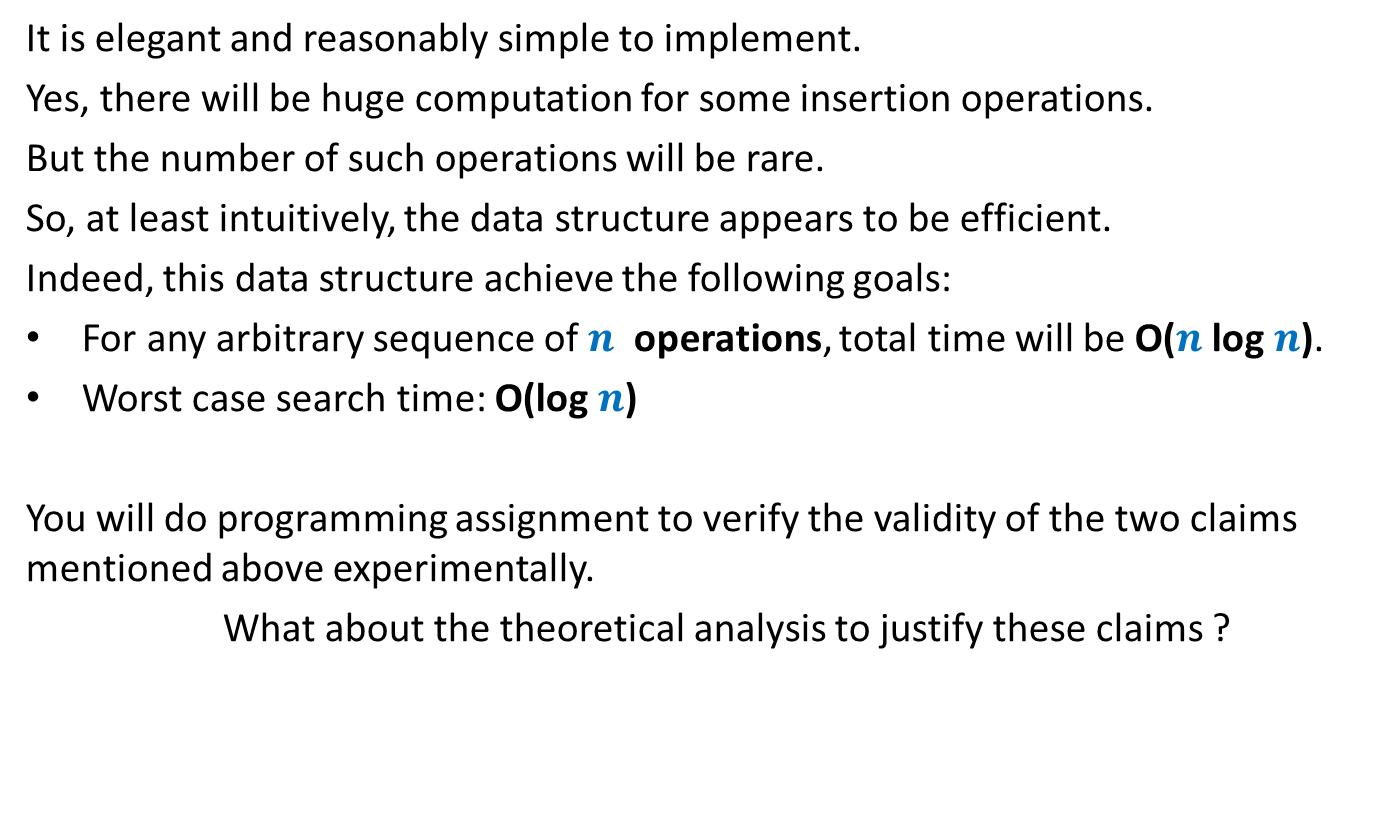 It is elegant and reasonably simple to implement.
Yes, there will be huge computation for some insertion operations.
But the number of such operations will be rare.
So, at least intuitively, the data structure appears to be efficient.
Indeed, this data structure achieve the following goals:
• For any arbitrary sequence of n operations, total time will be O(n log n).
• Worst case search time: O(log n)
You will do programming assignment to verify the validity of the two claims
mentioned above experimentally.
What about the theoretical analysis to justify these claims ?